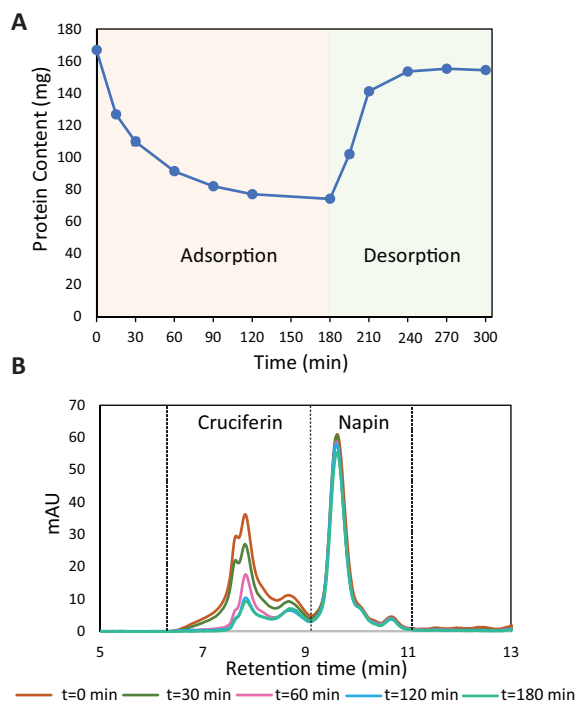 A
180
160
140
120
100
80
60
40
20
0
Protein Content (mg)
Adsorption
Desorption
0 30 60 90 120 150 180 210 240 270 300
Time (min)
B
70
60
50
40
30
20
10
0
mAU
Cruciferin
Napin
5 7 9 11 13
Retention time (min)
t=0 min t=30 min t=60 min t=120 min t=180 min